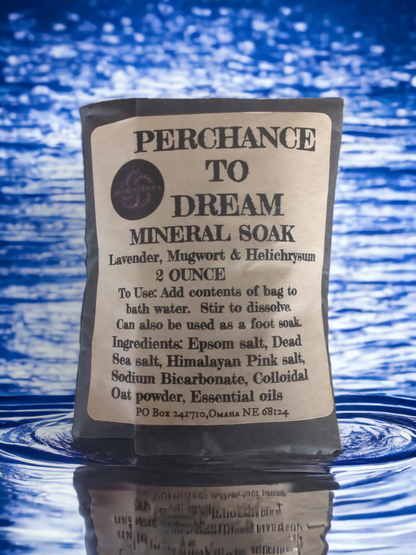 PERCHANCE
TO
DREAM
MINERAL SOAK
Lavender, Mugwort & Helichrysum
2 OUNCE
To Use: Add contents of bag to
bath water. Stir to dissolve.
Can also be used as a foot soak.
Ingredients: Epsom salt, Dead
Sea salt, Himalayan Pink salt,
Sodium Bicarbonate, Colloidal
Oat powder, Essential oils
PO Box 241710, Omaha NE 68124